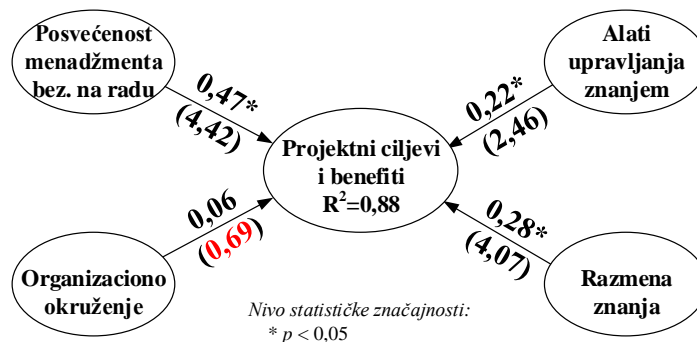 Posvećenost
menadžmenta
bez. na radu
Alati
upravljanja
znanjem
0,47*
(4,42)
0,22*
(2,46)
Projektni ciljevi
i benefiti
R²=0,88
0,06
(0,69)
0,28*
(4,07)
Organizaciono
okruženje
Razmena
znanja
Nivo statističke značajnosti:
* p < 0,05